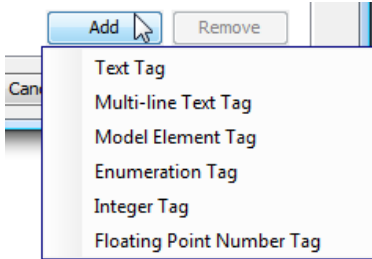 Add Remove
Text Tag
Can
Multi-line Text Tag
Model Element Tag
Enumeration Tag
Integer Tag
Floating Point Number Tag